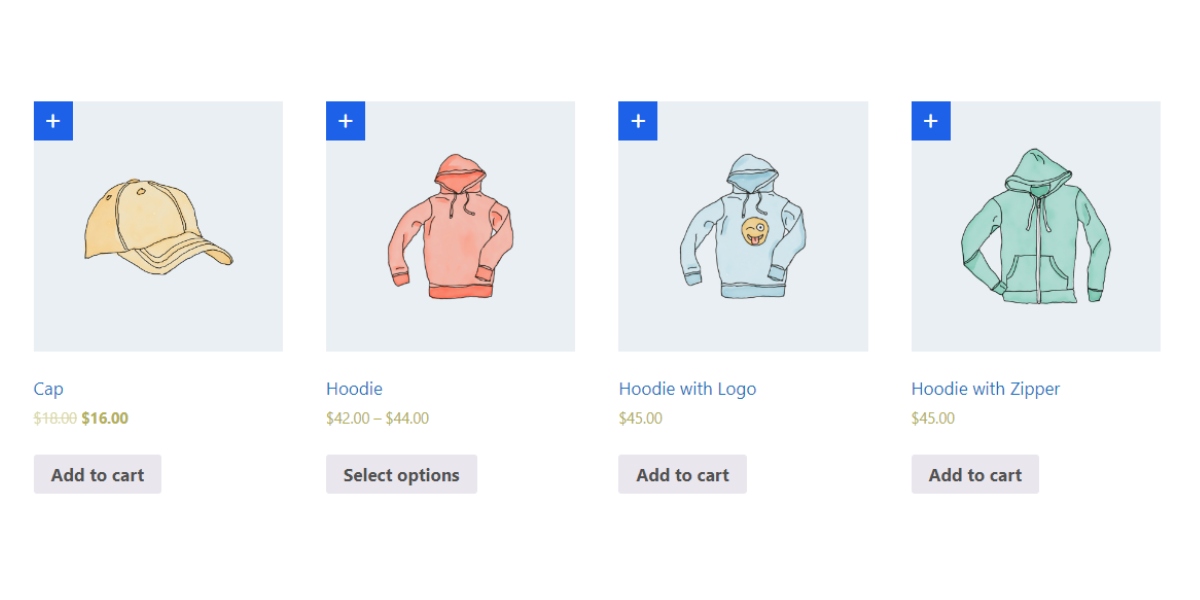 + + + +
Cap Hoodie Hoodie with Logo Hoodie with Zipper
$18.00 $16.00 $42.00 – $44.00 $45.00 $45.00
Add to cart Select options Add to cart Add to cart